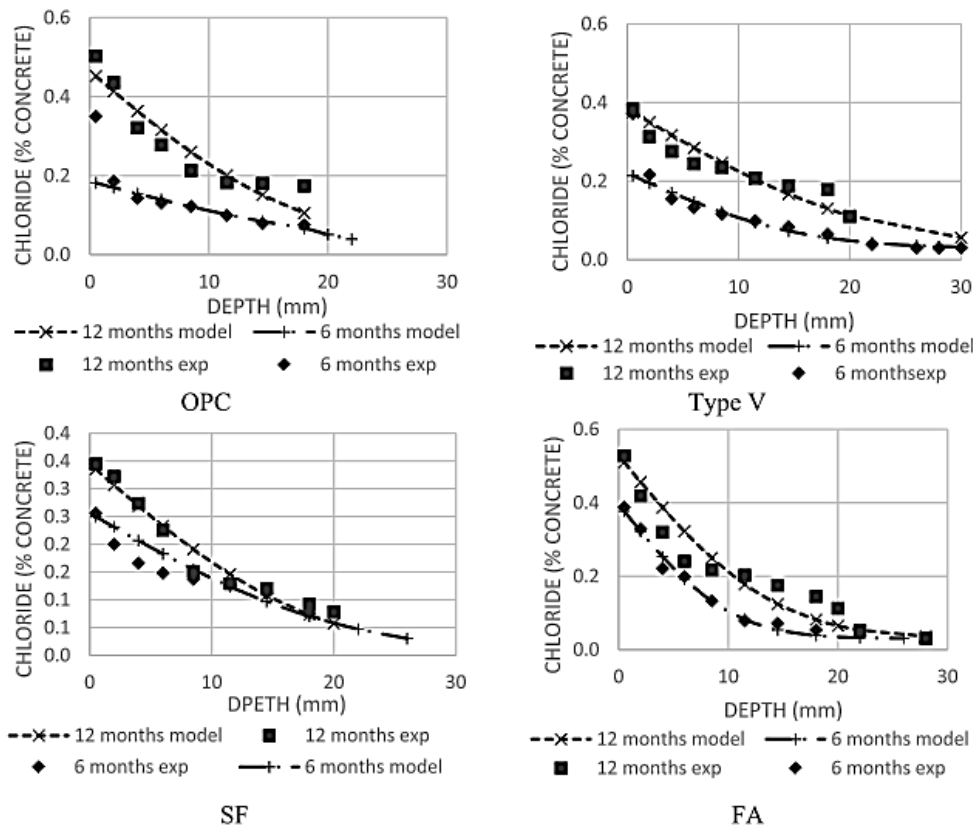 CHLORIDE (% CONCRETE)
0.6
0.4
0.2
0.0
0 10 20 30
DEPTH (mm)
12 months model 6 months model
12 months exp 6 months exp
OPC
CHLORIDE (% CONCRETE)
0.6
0.4
0.2
0.0
0 10 20 30
DEPTH (mm)
12 months model 6 months model
12 months exp 6 monthsexp
Type V
CHLORIDE (% CONCRETE)
0.4
0.4
0.3
0.3
0.2
0.2
0.1
0.1
0.0
0 10 20 30
DPETH (mm)
12 months model 12 months exp
6 months exp 6 months model
SF
CHLORIDE (% CONCRETE)
0.6
0.4
0.2
0.0
0 10 20 30
DEPTH (mm)
12 months model 6 months model
12 months exp 6 months exp
FA